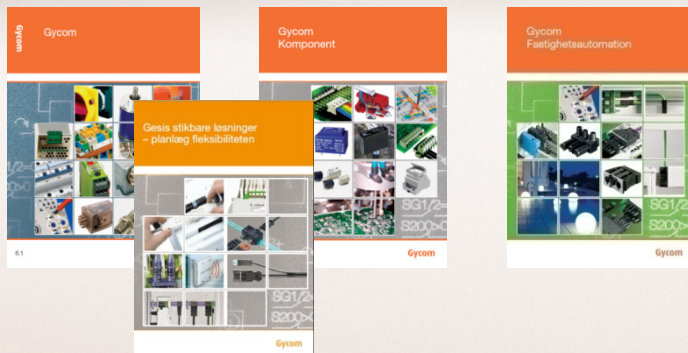 Gycom
Gycom
6.1
Gesis stikbare løsninger
– planlæg fleksibiliteten
SG1/2
S200>
Gycom
Gycom
Komponent
SG1/2=
S200>C
Gycom
Gycom
Fastighetsautomation
SG1/2
S200>
Gycom